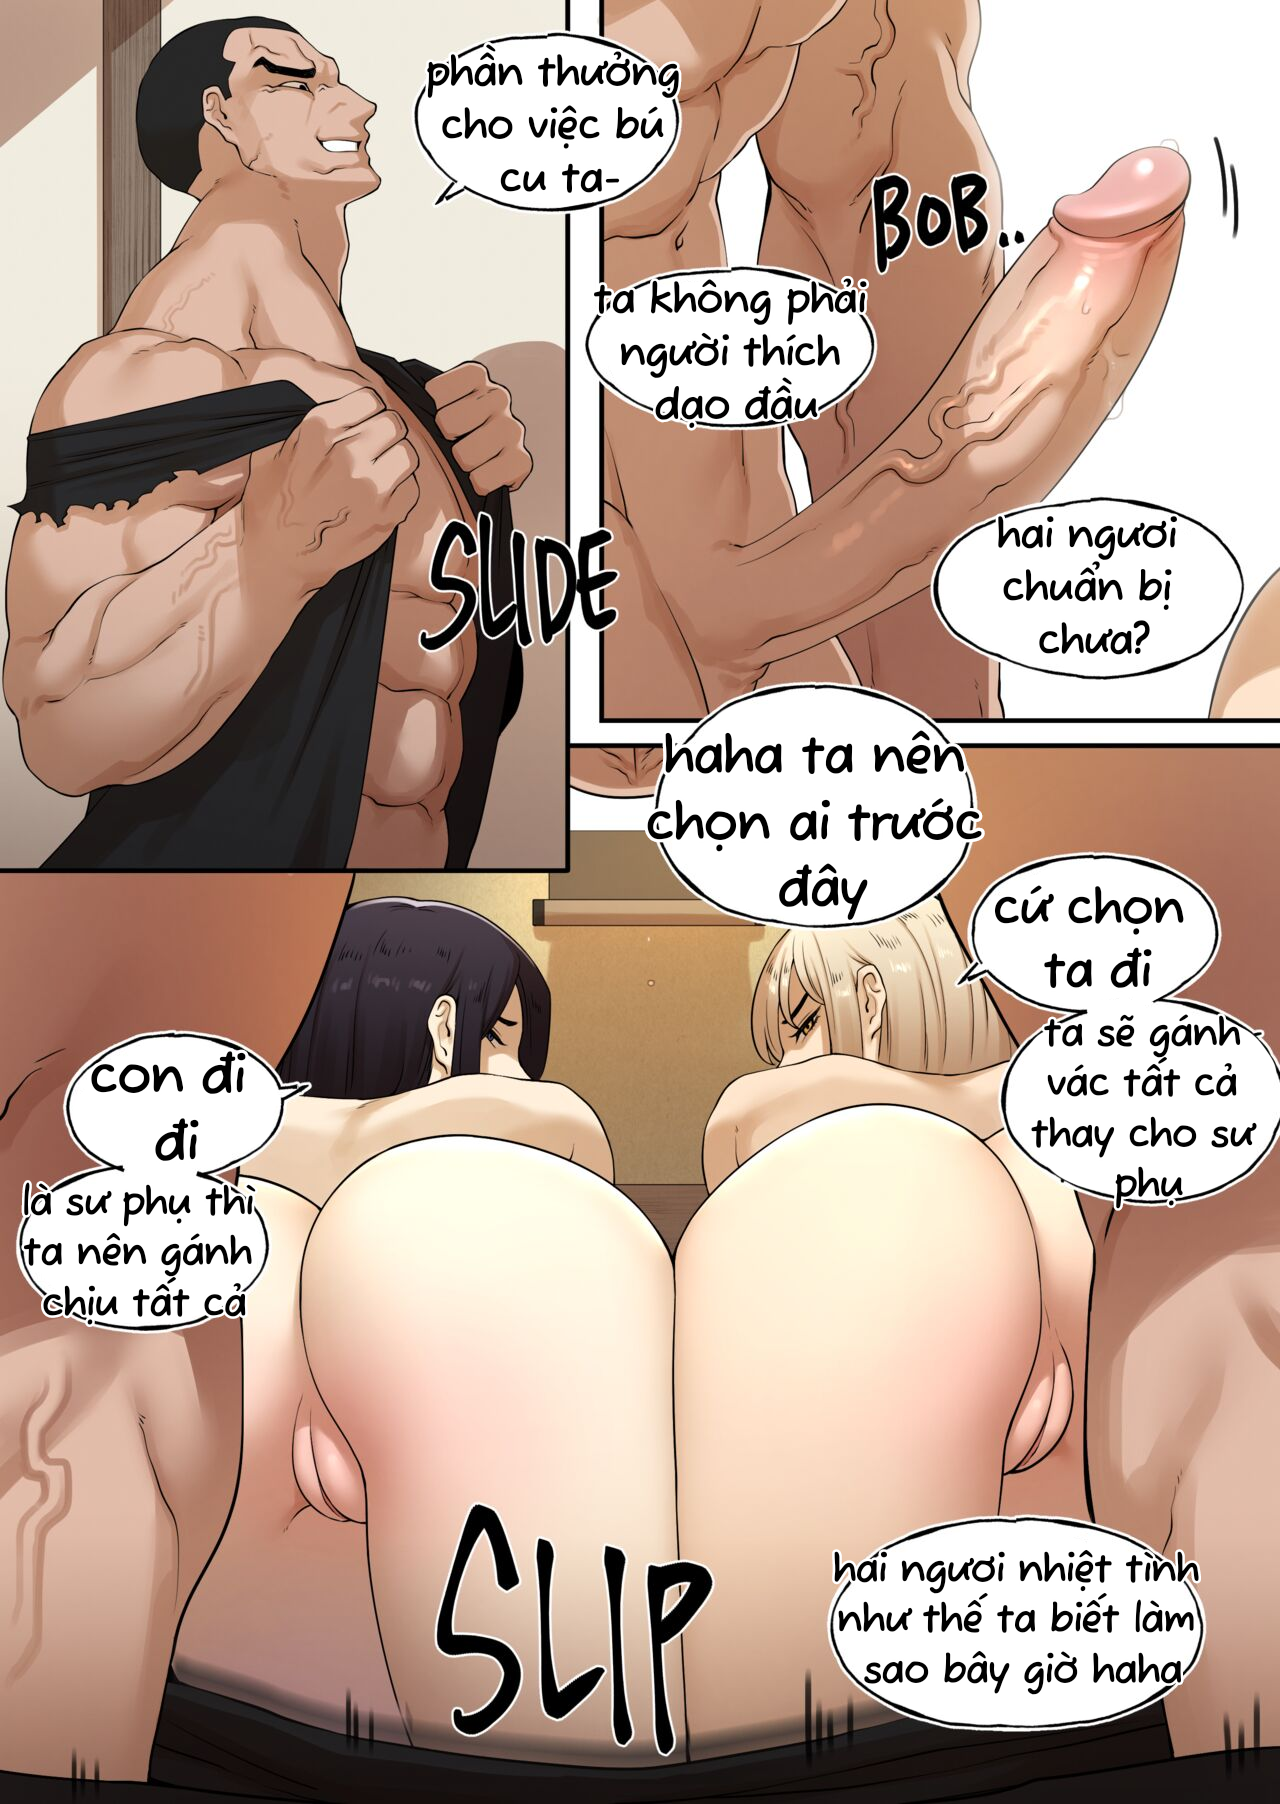 phần thưởng
cho việc bú
cu ta-
BOB..
ta không phải
người thích
dạo đầu
SLIDE
hai ngươi
chuẩn bị
chưa?
haha ta nên
chọn ai trước
đây
cứ chọn
ta đi
ta sẽ gánh
vác tất cả
thay cho sư
phụ
con đi
đi
là sư phụ thì
ta nên gánh
chịu tất cả
SLIP
hai ngươi nhiệt tình
như thế ta biết làm
sao bây giờ haha